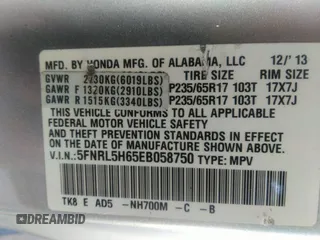 MFD. BY HONDA MFG. OF ALABAMA, LLC 12/'13
GVWR 2730KG(6019LBS) TIRE SIZE RIM SIZE
GAWR F 1320KG(2910LBS) P235/65R17 103T 17X7J
GAWR R 1515KG(3340LBS) P235/65R17 103T 17X7J
THIS VEHICLE CONFORMS TO ALL APPLICABLE
FEDERAL MOTOR VEHICLE SAFETY AND
THEFT PREVENTION STANDARDS IN EFFECT ON
THE DATE OF MANUFACTURE SHOWN ABOVE.
V.I.N: 5FNRL5H65EB058750 TYPE: MPV
TK8 E AD5 -NH700M -C -B
DREAMBID